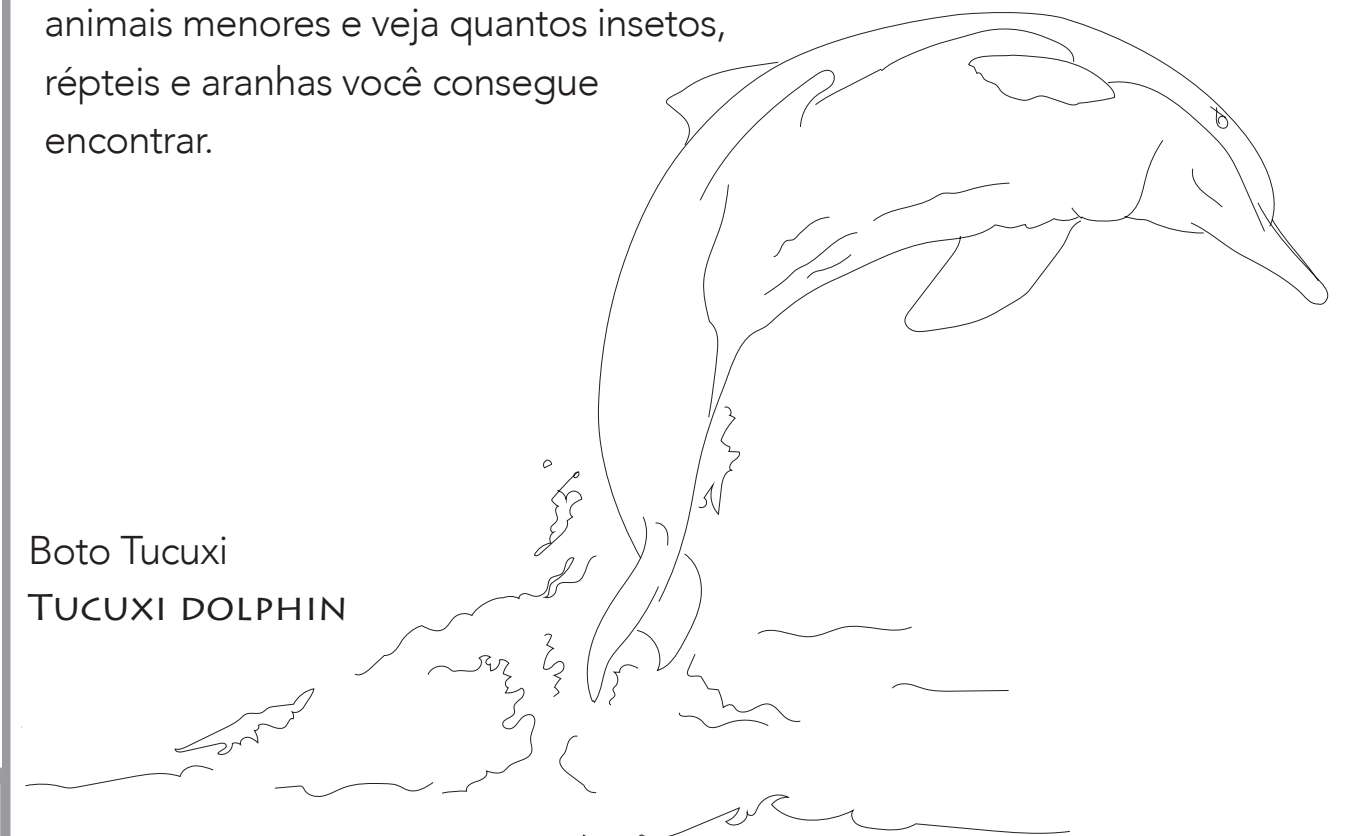 animais menores e veja quantos insetos,
répteis e aranhas você consegue
encontrar.
Boto Tucuxi
Tucuxi dolphin